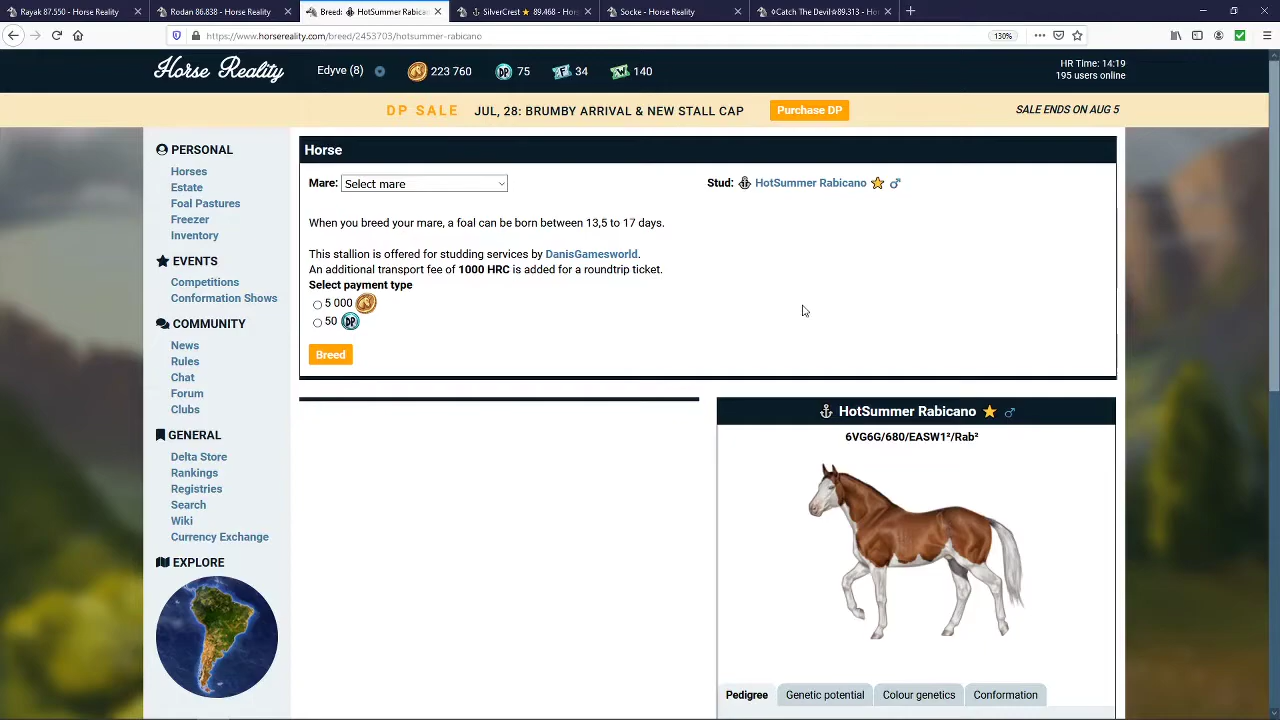 Rayak 87.550 - Horse Reality
Rodan 86.838 - Horse Reality
Breed: HotSummer Rabicano
SilverCrest ★ 89.468 - Horse
Socke - Horse Reality
◊Catch The Devil☆89.313 - Hors
https://www.horsereality.com/breed/2453703/hotsummer-rabicano
130%
Horse Reality
Edyve (8)
223 760
DP 75
34
140
HR Time: 14:19
195 users online
DP SALE
JUL, 28: BRUMBY ARRIVAL & NEW STALL CAP
Purchase DP
SALE ENDS ON AUG 5
PERSONAL
Horses
Estate
Foal Pastures
Freezer
Inventory
EVENTS
Competitions
Conformation Shows
COMMUNITY
News
Rules
Chat
Forum
Clubs
GENERAL
Delta Store
Rankings
Registries
Search
Wiki
Currency Exchange
EXPLORE
Horse
Mare: Select mare
Stud: HotSummer Rabicano
When you breed your mare, a foal can be born between 13,5 to 17 days.
This stallion is offered for studding services by DanisGamesworld.
An additional transport fee of 1000 HRC is added for a roundtrip ticket.
Select payment type
5 000
50 DP
Breed
HotSummer Rabicano
6VG6G/680/EASW1²/Rab²
Pedigree
Genetic potential
Colour genetics
Conformation